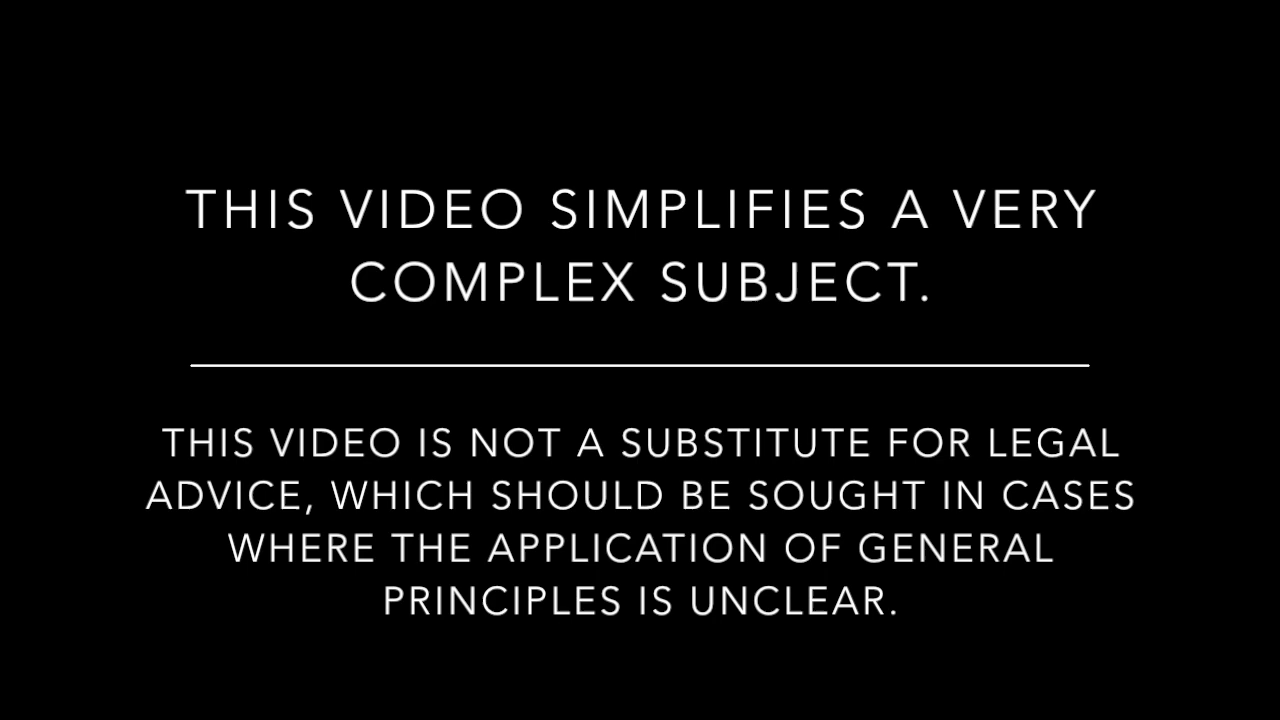 THIS VIDEO SIMPLIFIES A VERY
COMPLEX SUBJECT.
THIS VIDEO IS NOT A SUBSTITUTE FOR LEGAL
ADVICE, WHICH SHOULD BE SOUGHT IN CASES
WHERE THE APPLICATION OF GENERAL
PRINCIPLES IS UNCLEAR.